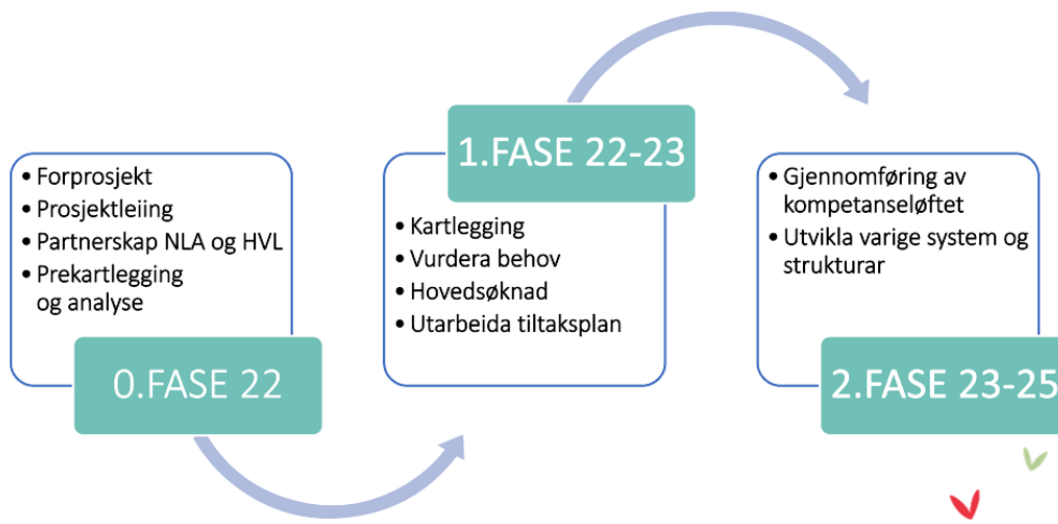 • Forprosjekt
• Prosjektleiing
• Partnerskap NLA og HVL
• Prekartlegging
og analyse
0.FASE 22
1.FASE 22-23
• Kartlegging
• Vurdera behov
• Hovedsøknad
• Utarbeida tiltaksplan
• Gjennomføring av
kompetanseløftet
• Utvikla varige system og
strukturar
2.FASE 23-25